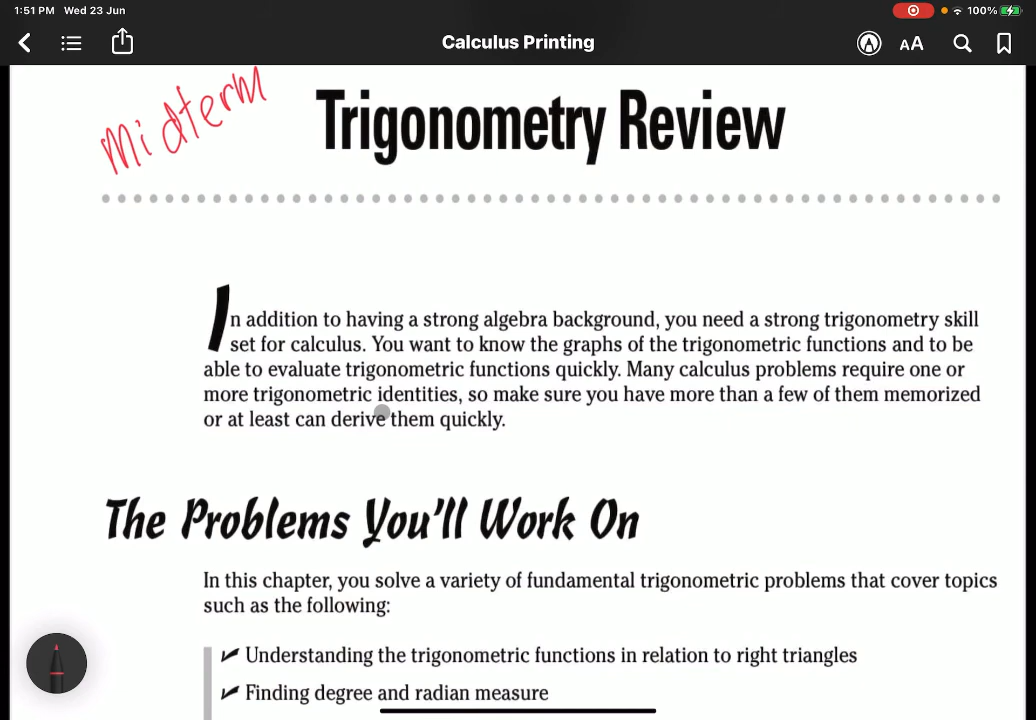 1:51 PM Wed 23 Jun
100%
Calculus Printing
AA
Midterm
Trigonometry Review
In addition to having a strong algebra background, you need a strong trigonometry skill
set for calculus. You want to know the graphs of the trigonometric functions and to be
able to evaluate trigonometric functions quickly. Many calculus problems require one or
more trigonometric identities, so make sure you have more than a few of them memorized
or at least can derive them quickly.
The Problems You'll Work On
In this chapter, you solve a variety of fundamental trigonometric problems that cover topics
such as the following:
✔ Understanding the trigonometric functions in relation to right triangles
✔ Finding degree and radian measure